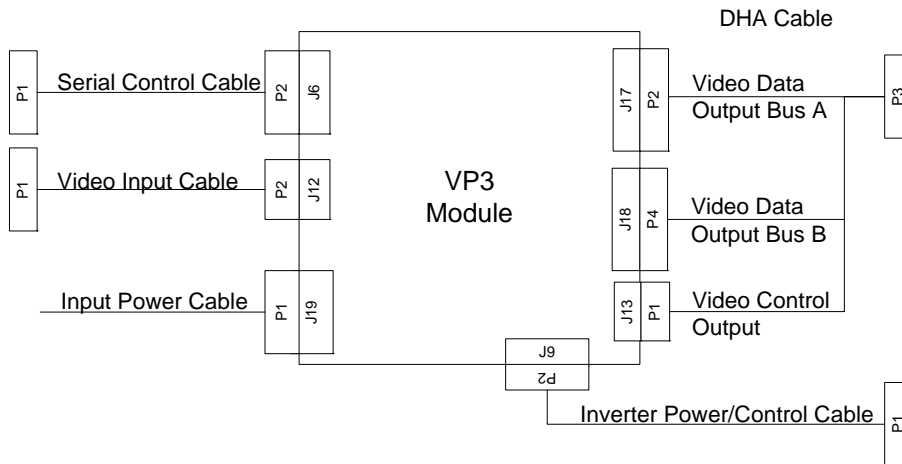 DHA Cable
P1
Serial Control Cable
P2
J6
J17
P2
Video Data
Output Bus A
P3
P1
Video Input Cable
P2
J12
VP3
Module
J18
P4
Video Data
Output Bus B
Input Power Cable
P1
J19
J13
P1
Video Control
Output
J9
P2
Inverter Power/Control Cable
P1